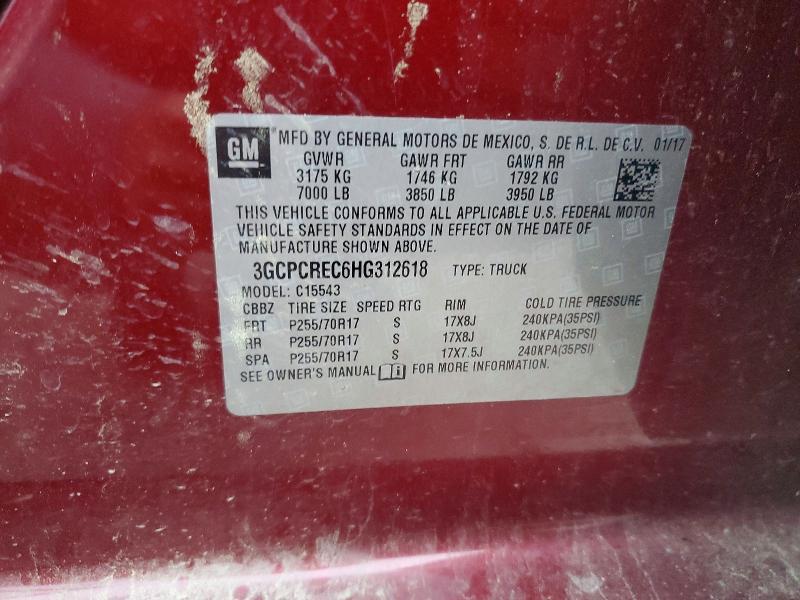 GM
MFD BY GENERAL MOTORS DE MEXICO, S. DE R.L. DE C.V. 01/17
GVWR GAWR FRT GAWR RR
3175 KG 1746 KG 1792 KG
7000 LB 3850 LB 3950 LB
THIS VEHICLE CONFORMS TO ALL APPLICABLE U.S. FEDERAL MOTOR
VEHICLE SAFETY STANDARDS IN EFFECT ON THE DATE OF
MANUFACTURE SHOWN ABOVE.
3GCPCREC6HG312618 TYPE: TRUCK
MODEL: C15543
CBBZ TIRE SIZE SPEED RTG RIM COLD TIRE PRESSURE
FRT P255/70R17 S 17X8J 240KPA(35PSI)
RR P255/70R17 S 17X8J 240KPA(35PSI)
SPA P255/70R17 S 17X7.5J 240KPA(35PSI)
SEE OWNER'S MANUAL i FOR MORE INFORMATION.